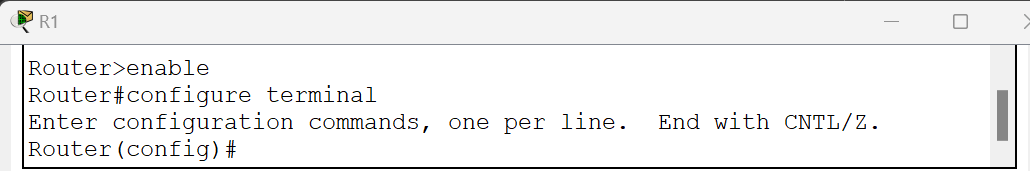 R1
Router>enable
Router#configure terminal
Enter configuration commands, one per line.  End with CNTL/Z.
Router(config)#